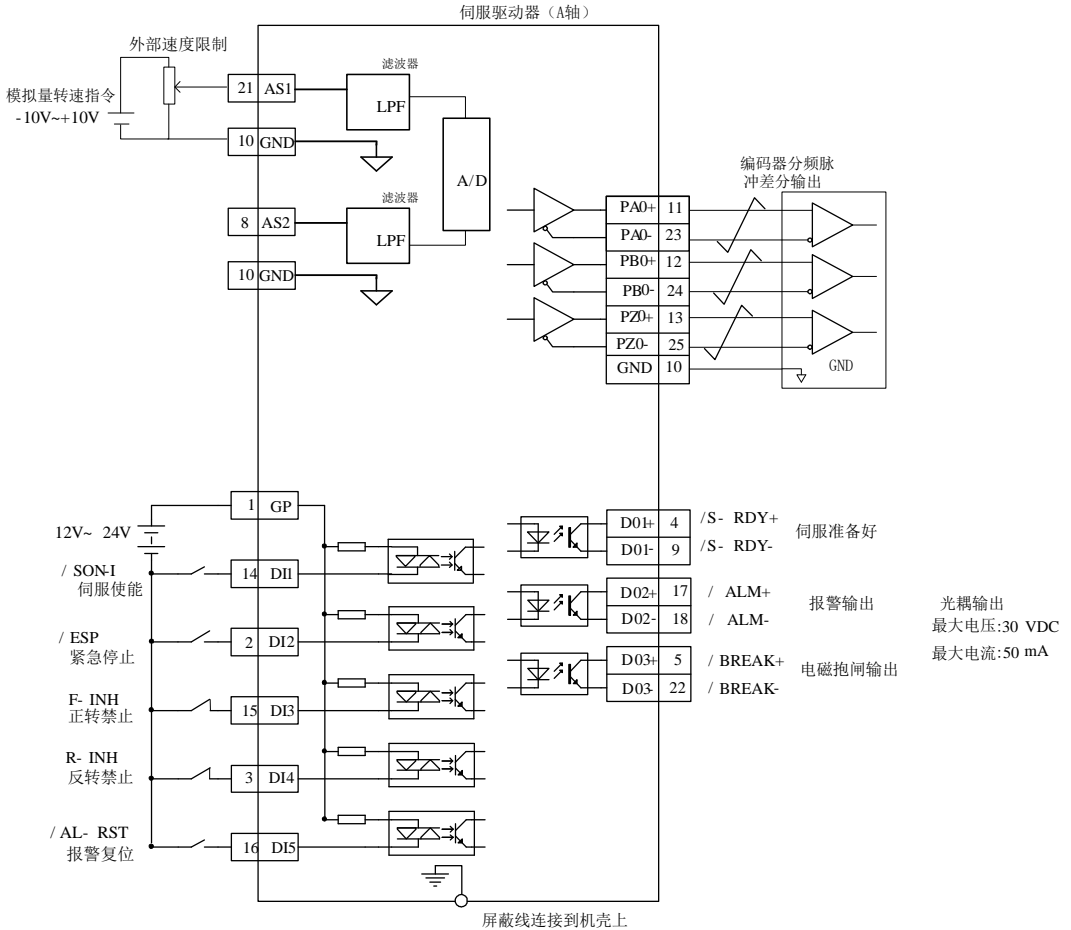 伺服驱动器（A轴）
外部速度限制
模拟量转速指令
-10V~+10V
21 AS1
滤波器
LPF
10 GND
A/D
8 AS2
滤波器
LPF
10 GND
编码器分频脉
冲差分输出
PA0+ 11
PA0- 23
PB0+ 12
PB0- 24
PZ0+ 13
PZ0- 25
GND 10
GND
1 GP
12V~ 24V
/ SON-I
伺服使能
14 DI1
/ ESP
紧急停止
2 DI2
F- INH
正转禁止
15 DI3
R- INH
反转禁止
3 DI4
/ AL- RST
报警复位
16 DI5
D01+ 4 /S- RDY+
D01- 9 /S- RDY-
伺服准备好
D02+ 17 / ALM+
D02- 18 / ALM-
报警输出
D03+ 5 / BREAK+
D03- 22 / BREAK-
电磁抱闸输出
光耦输出
最大电压:30 VDC
最大电流:50 mA
屏蔽线连接到机壳上